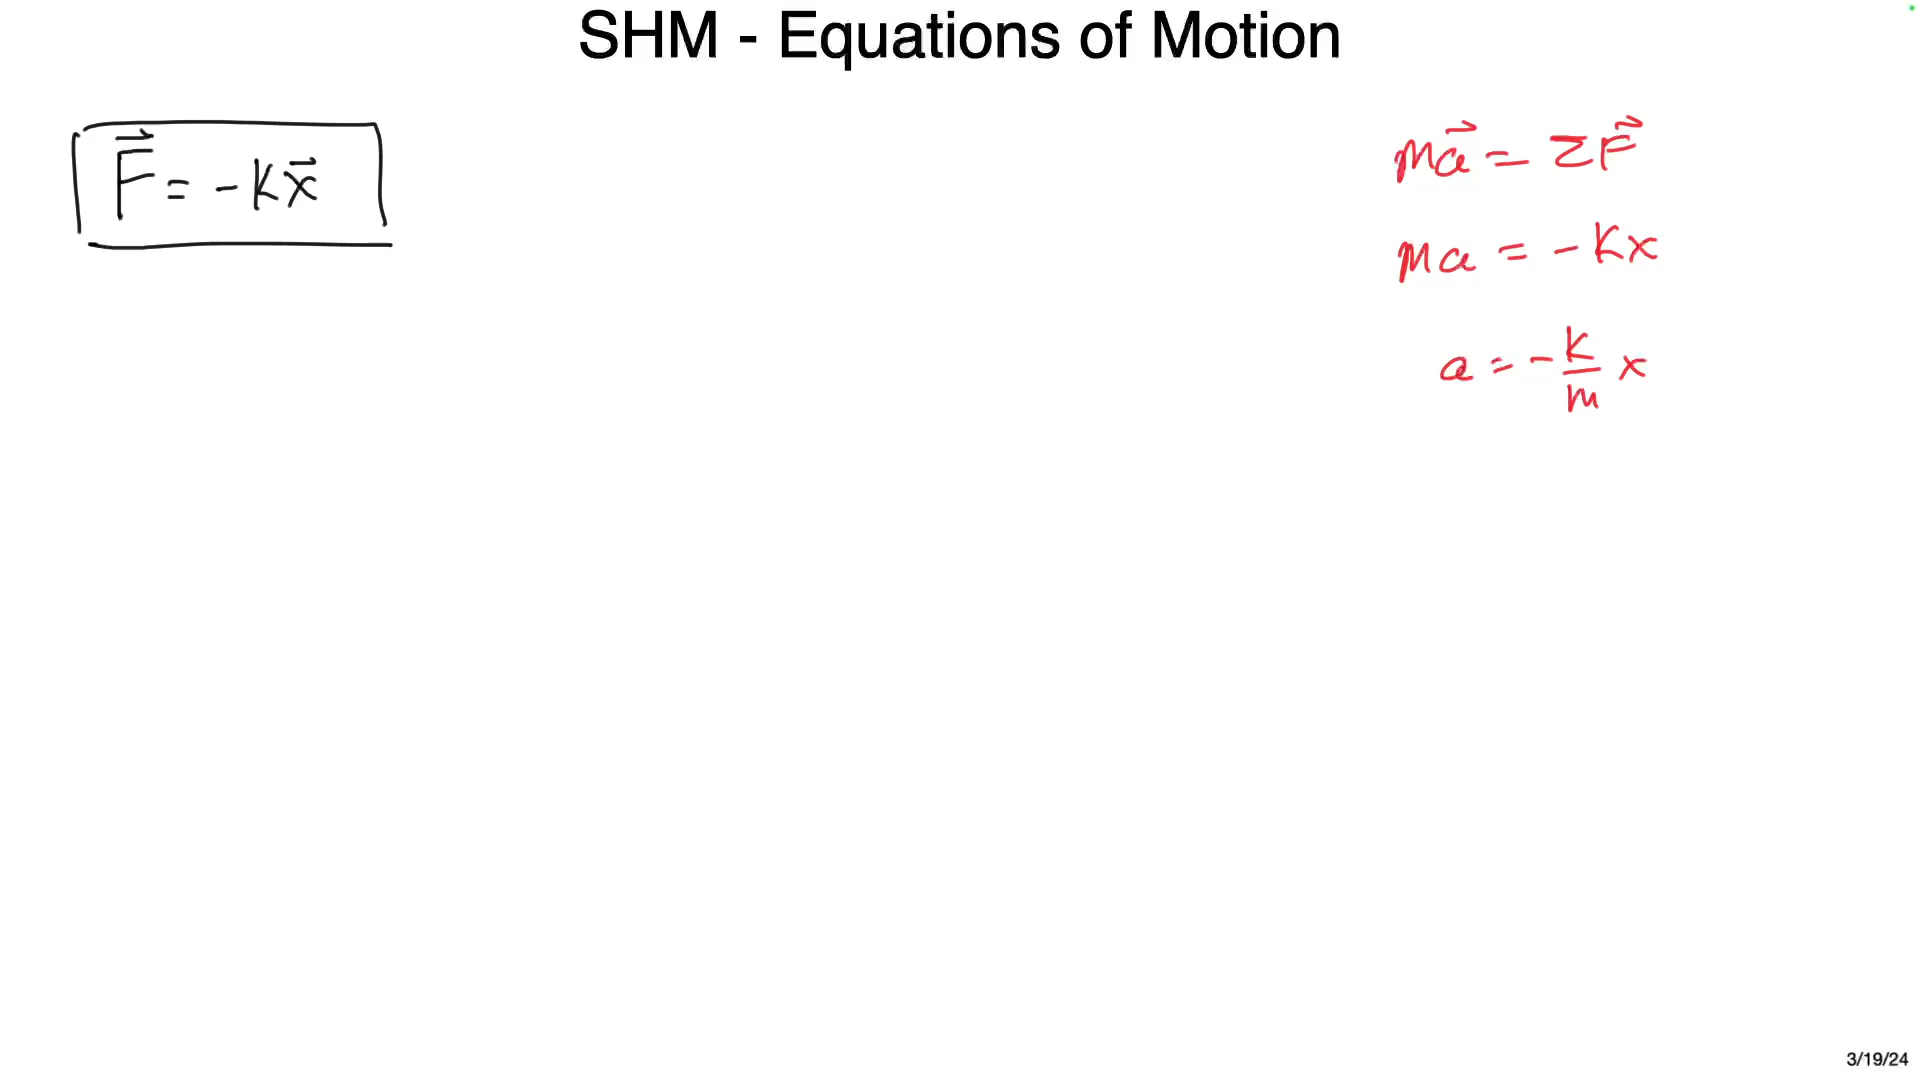 SHM - Equations of Motion
F⃗ = -kx⃗
ma⃗ = ΣF⃗
ma = -kx
a = -k/m x
3/19/24